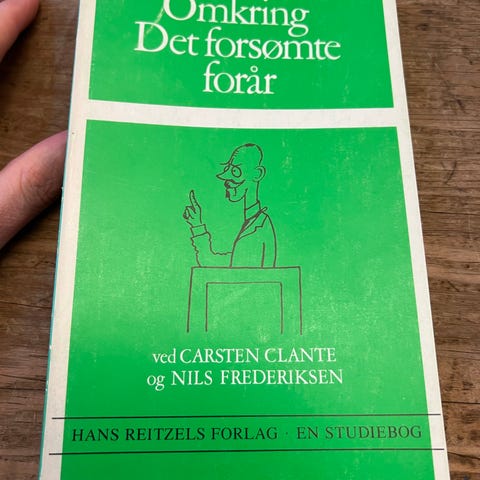 Omkring
Det forsømte
forår
ved CARSTEN CLANTE
og NILS FREDERIKSEN
HANS REITZELS FORLAG · EN STUDIEBOG